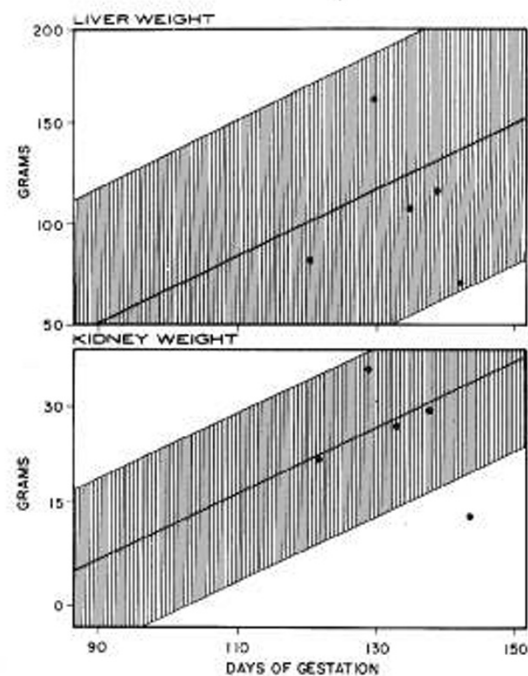 LIVER WEIGHT
200
150
100
50
GRAMS
KIDNEY WEIGHT
30
15
0
GRAMS
90 110 130 150
DAYS OF GESTATION